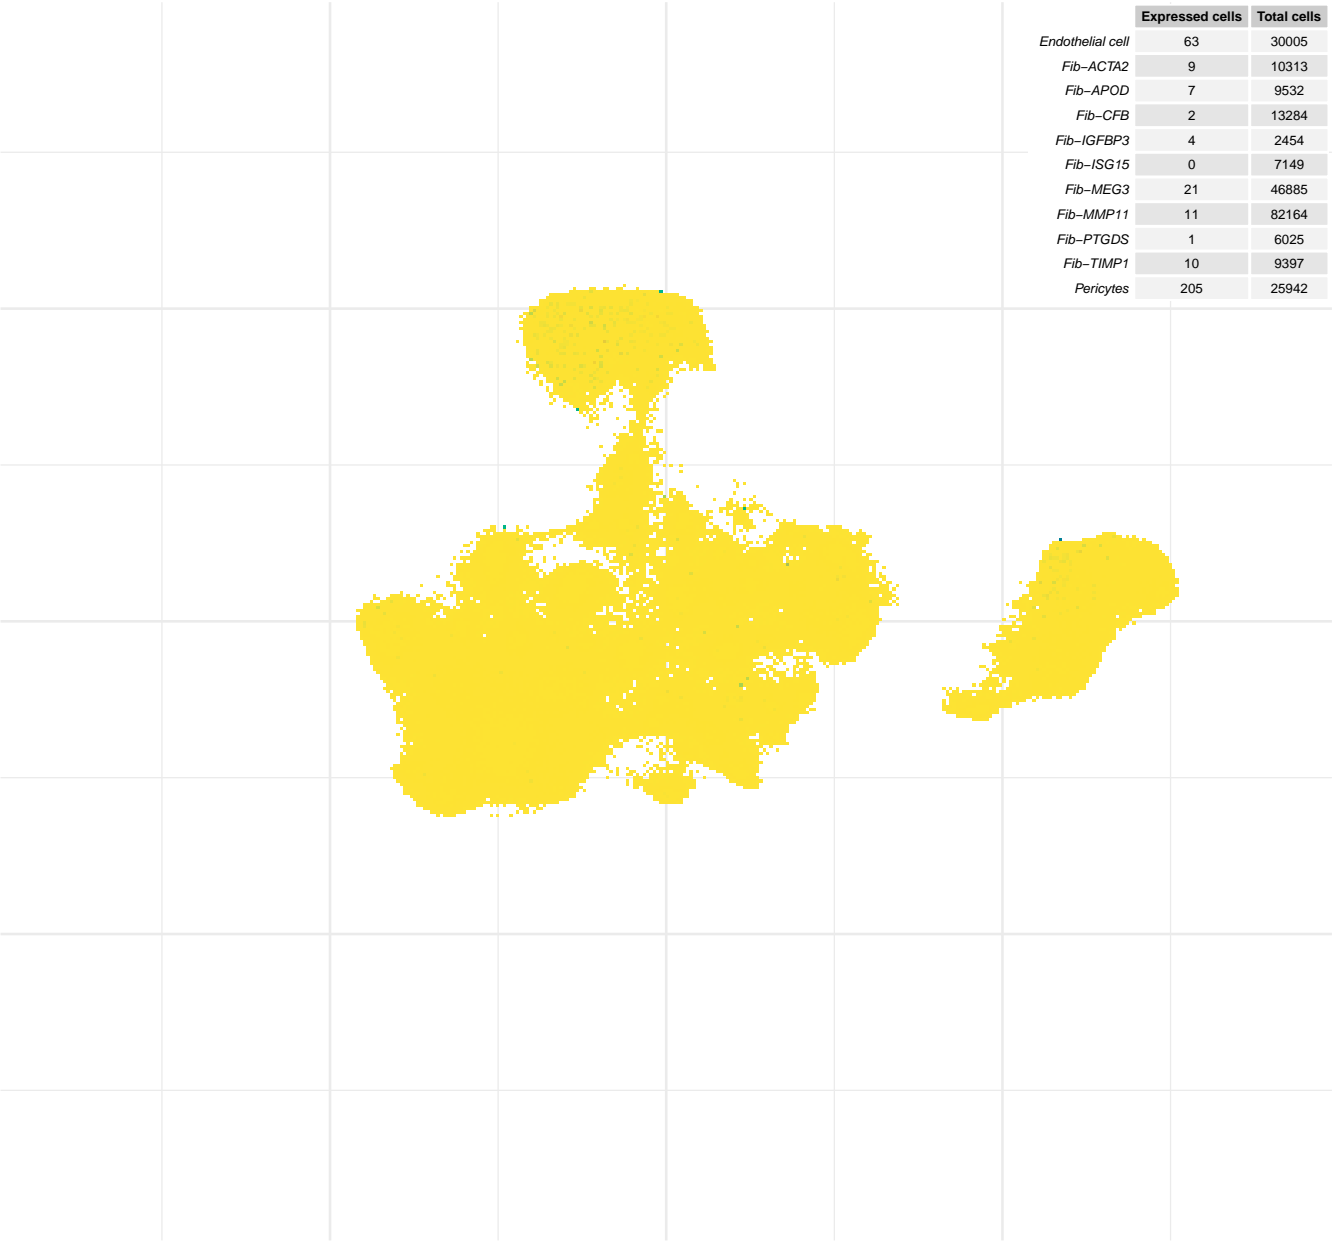 Expressed cells Total cells
Endothelial cell 63 30005
Fib−ACTA2 9 10313
Fib−APOD 7 9532
Fib−CFB 2 13284
Fib−IGFBP3 4 2454
Fib−ISG15 0 7149
Fib−MEG3 21 46885
Fib−MMP11 11 82164
Fib−PTGDS 1 6025
Fib−TIMP1 10 9397
Pericytes 205 25942